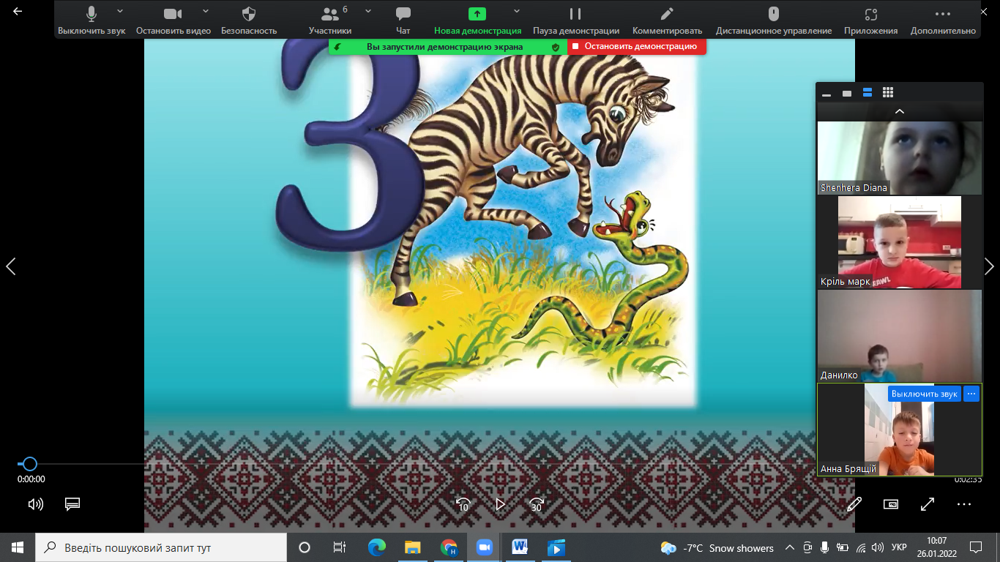 6
Выключить звук Остановить видео Безопасность Участники Чат Новая демонстрация Пауза демонстрации Комментировать Дистанционное управление Приложения Дополнительно
Вы запустили демонстрацию экрана Остановить демонстрацию
З
Shenhera Diana
RAWL
Кріль марк
Данилко
Выключить звук
Анна Брящій
0:00:00 0:02:35
10 30
Введіть пошуковий запит тут -7°C Snow showers УКР 10:07
26.01.2022